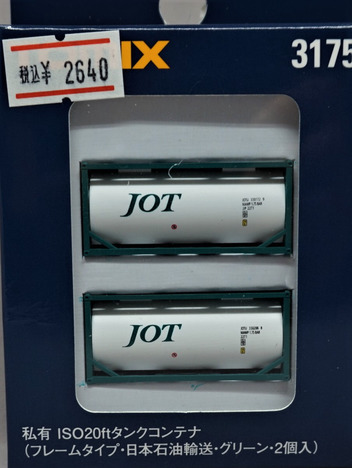 税込¥ 2640
IX
3175
JOT
JOT
私有 ISO20ftタンクコンテナ
(フレームタイプ・日本石油輸送・グリーン・2個入)